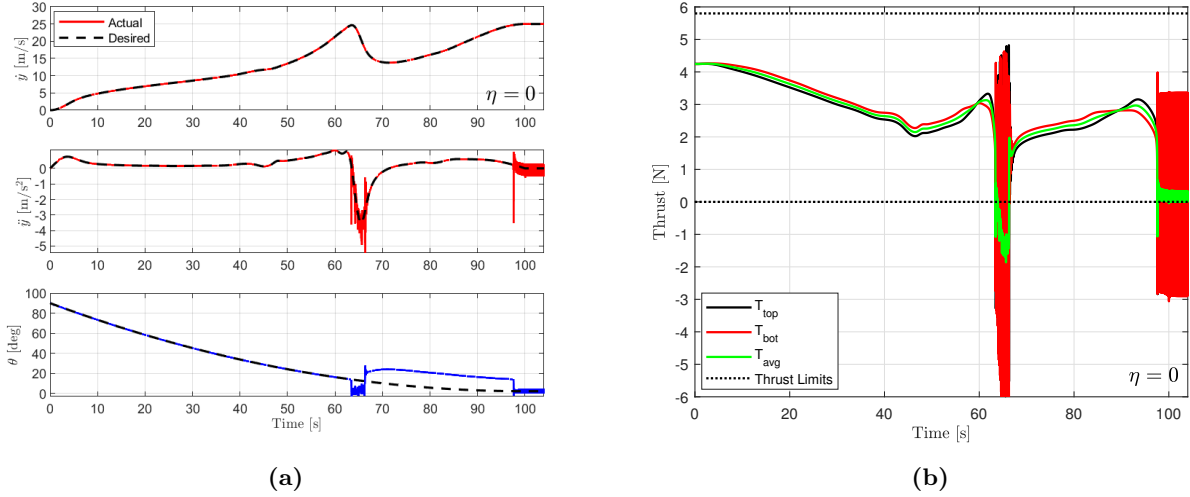 30
25
20
15
10
5
0
ẏ [m/s]
Actual
Desired
η = 0
0 10 20 30 40 50 60 70 80 90 100
0
-1
-2
-3
-4
-5
ÿ [m/s²]
0 10 20 30 40 50 60 70 80 90 100
100
80
60
40
20
0
θ [deg]
0 10 20 30 40 50 60 70 80 90 100
Time [s]
(a)
6
5
4
3
2
1
0
-1
-2
-3
-4
-5
-6
Thrust [N]
T_top
T_bot
T_avg
Thrust Limits
η = 0
0 20 40 60 80 100
Time [s]
(b)